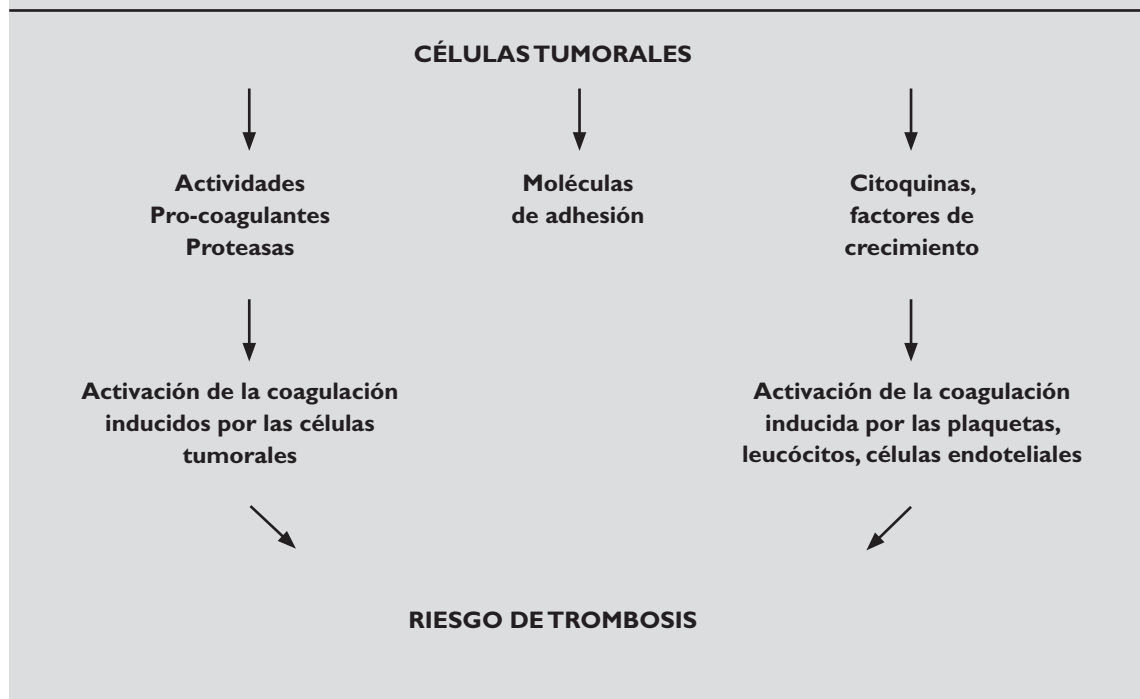 CÉLULAS TUMORALES
Actividades
Pro-coagulantes
Proteasas
Moléculas
de adhesión
Citoquinas,
factores de
crecimiento
Activación de la coagulación
inducidos por las células
tumorales
Activación de la coagulación
inducida por las plaquetas,
leucócitos, células endoteliales
RIESGO DE TROMBOSIS